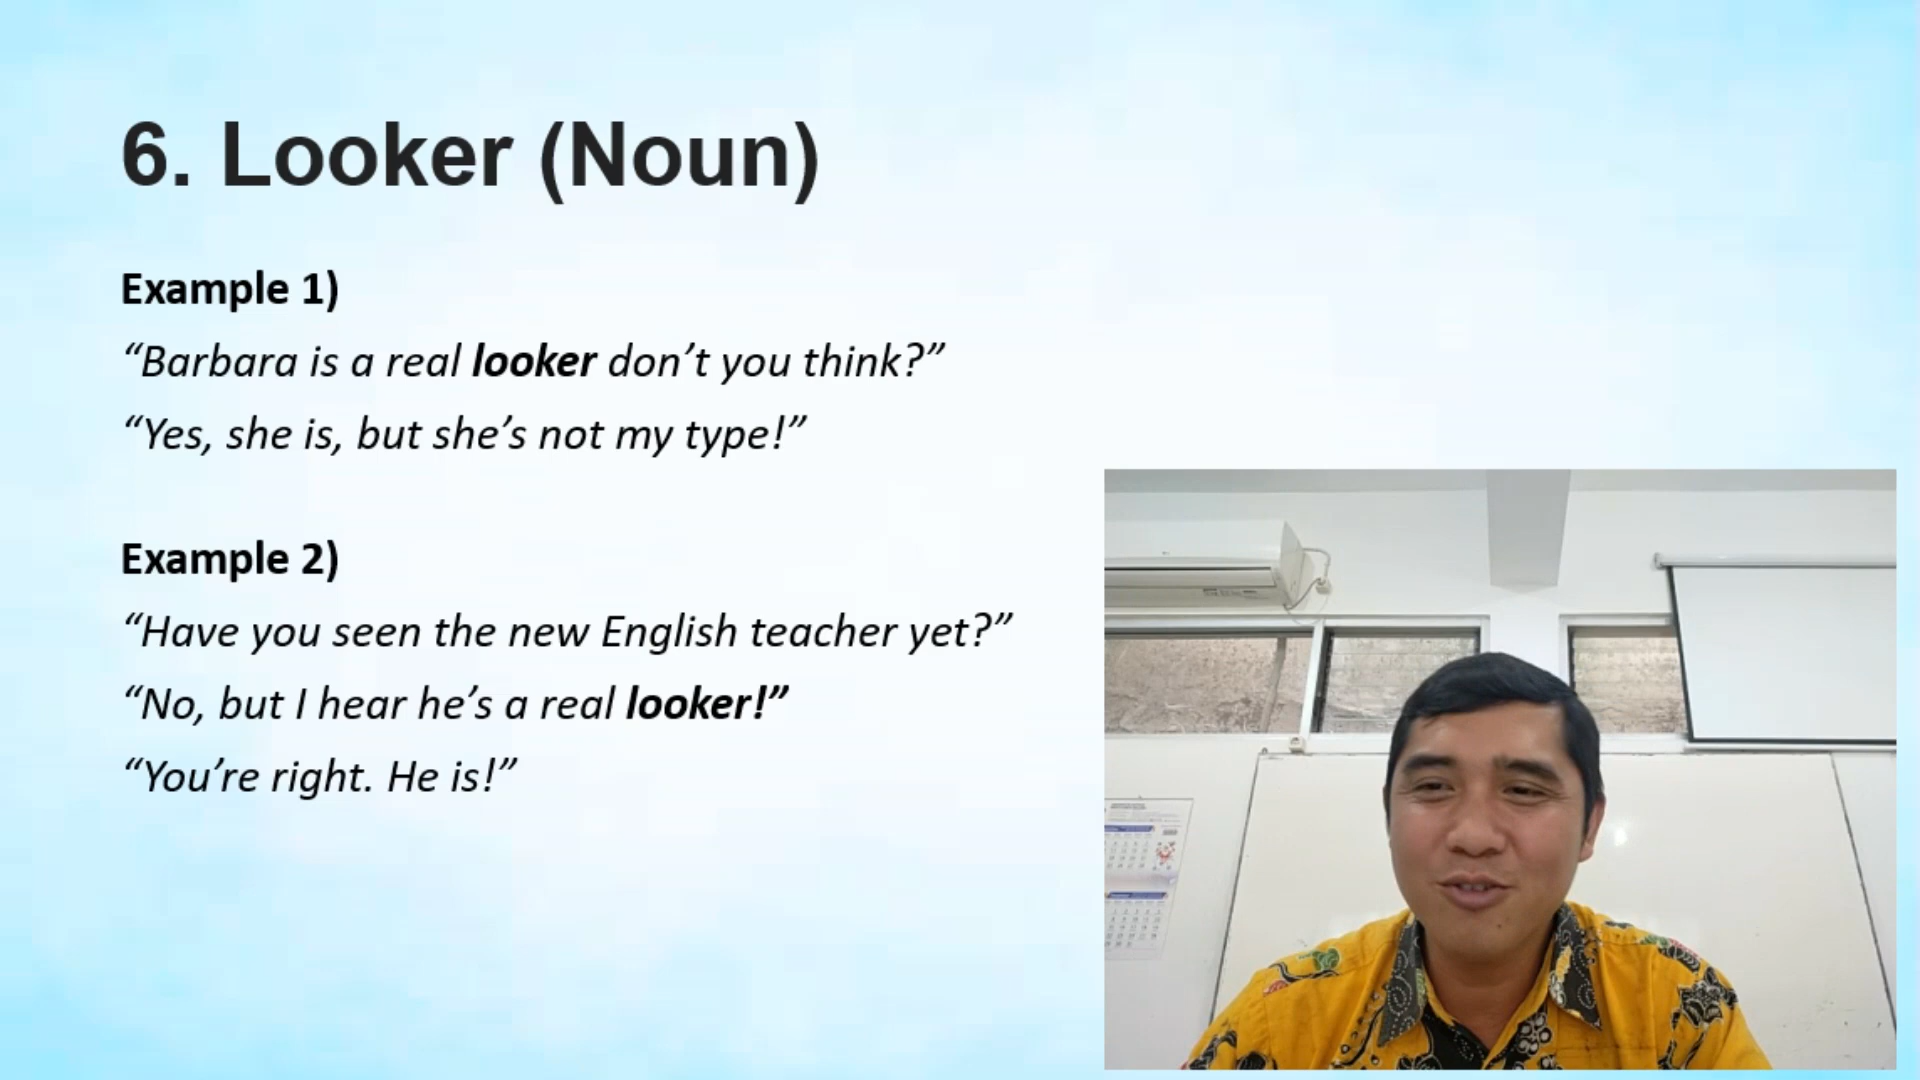 6. Looker (Noun)
Example 1)
“Barbara is a real looker don’t you think?”
“Yes, she is, but she’s not my type!”
Example 2)
“Have you seen the new English teacher yet?”
“No, but I hear he’s a real looker!”
“You’re right. He is!”